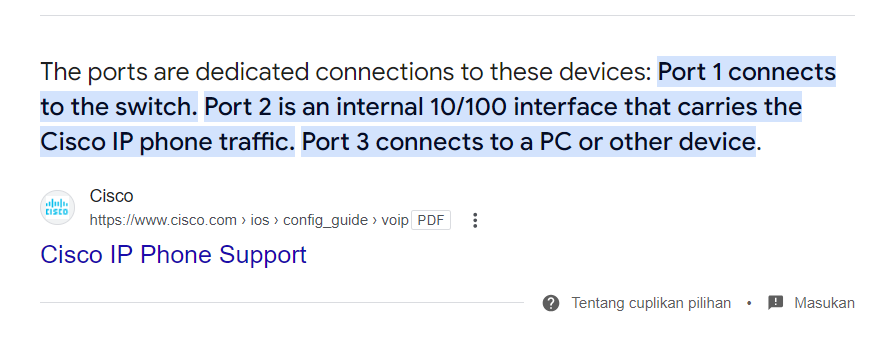 The ports are dedicated connections to these devices: Port 1 connects
to the switch. Port 2 is an internal 10/100 interface that carries the
Cisco IP phone traffic. Port 3 connects to a PC or other device.
CISCO
Cisco
https://www.cisco.com › ios › config_guide › voip PDF
Cisco IP Phone Support
Tentang cuplikan pilihan • Masukan